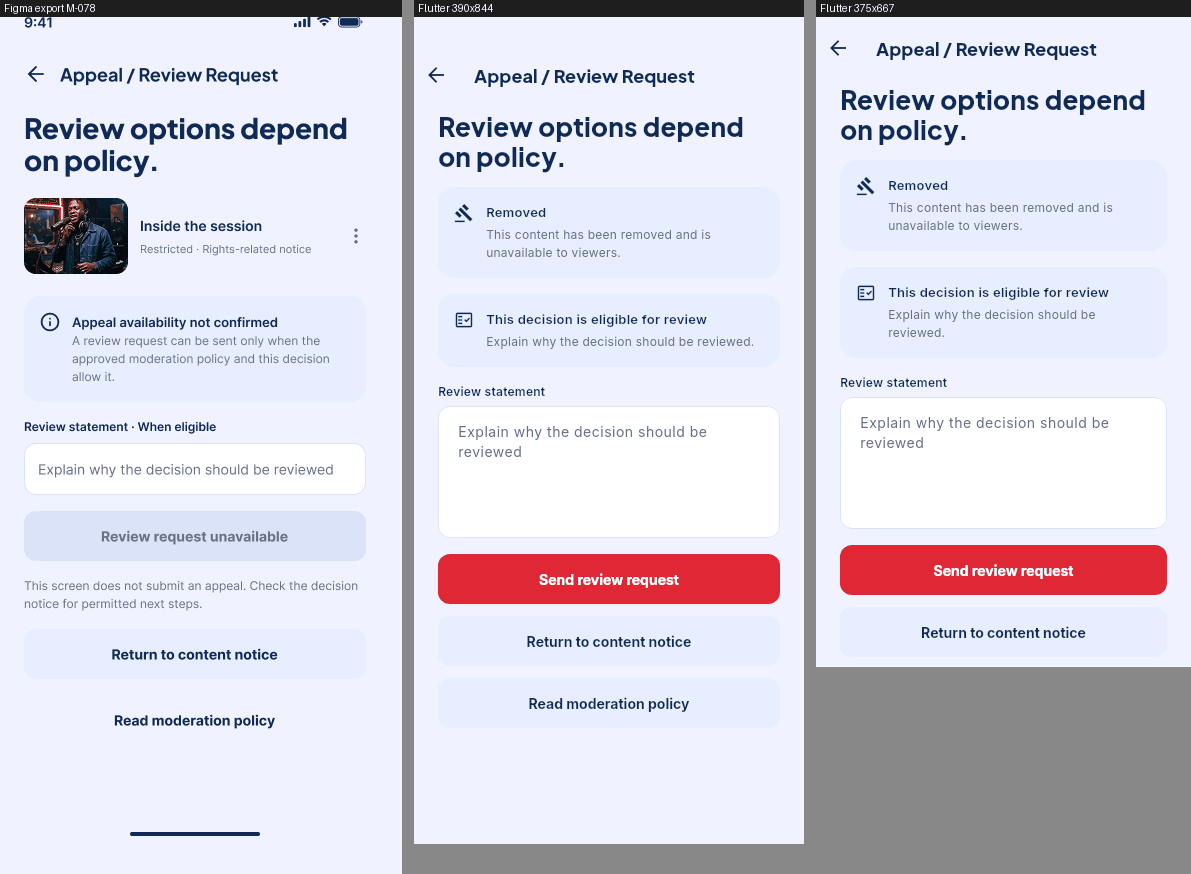 Figma export M-078
9:41
Appeal / Review Request
Review options depend
on policy.
Inside the session
Restricted · Rights-related notice
Appeal availability not confirmed
A review request can be sent only when the
approved moderation policy and this decision
allow it.
Review statement · When eligible
Explain why the decision should be reviewed
Review request unavailable
This screen does not submit an appeal. Check the decision
notice for permitted next steps.
Return to content notice
Read moderation policy
Flutter 390x844
Appeal / Review Request
Review options depend
on policy.
Removed
This content has been removed and is
unavailable to viewers.
This decision is eligible for review
Explain why the decision should be reviewed.
Review statement
Explain why the decision should be
reviewed
Send review request
Return to content notice
Read moderation policy
Flutter 375x667
Appeal / Review Request
Review options depend
on policy.
Removed
This content has been removed and is
unavailable to viewers.
This decision is eligible for review
Explain why the decision should be
reviewed.
Review statement
Explain why the decision should be
reviewed
Send review request
Return to content notice